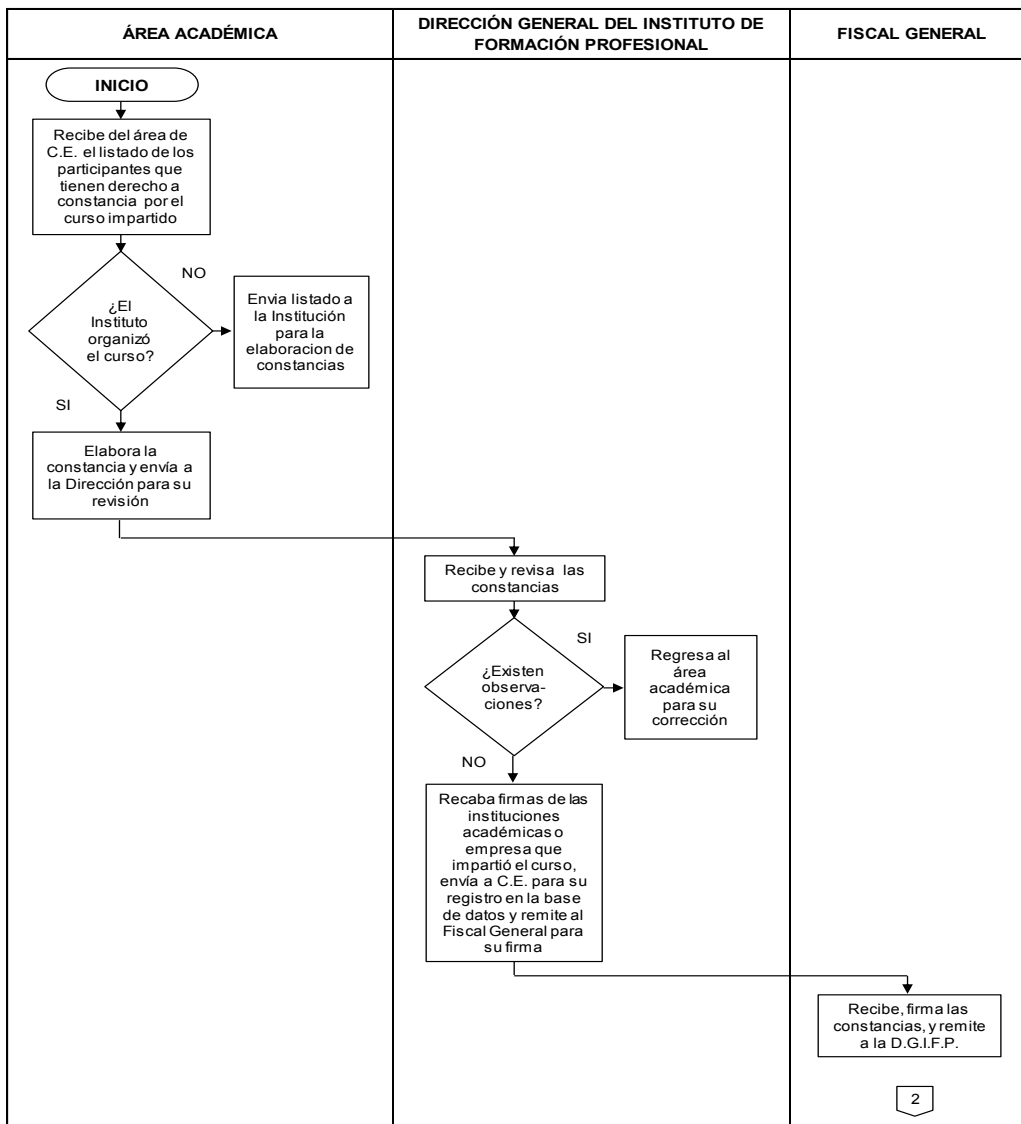 ÁREA ACADÉMICA
DIRECCIÓN GENERAL DEL INSTITUTO DE
FORMACIÓN PROFESIONAL
FISCAL GENERAL
INICIO
Recibe del área de
C.E. el listado de los
participantes que
tienen derecho a
constancia por el
curso impartido
¿El
Instituto
organizó
el curso?
NO
Envia listado a
la Institución
para la
elaboracion de
constancias
SI
Elabora la
constancia y envía a
la Dirección para su
revisión
Recibe y revisa las
constancias
¿Existen
observa-
ciones?
SI
Regresa al
área
académica
para su
corrección
NO
Recaba firmas de las
instituciones
académicas o
empresa que
impartió el curso,
envía a C.E. para su
registro en la base
de datos y remite al
Fiscal General para
su firma
Recibe, firma las
constancias, y remite
a la D.G.I.F.P.
2